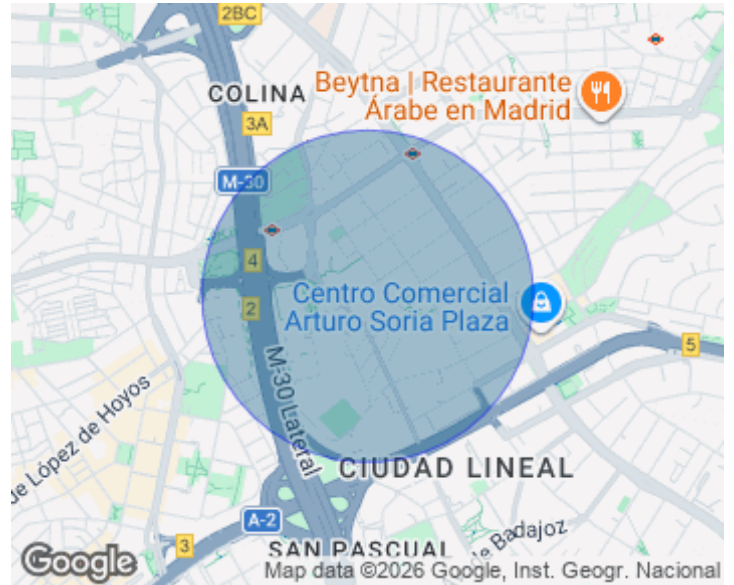 2BC
COLINA
Beytna | Restaurante
Árabe en Madrid
3A
M-30
4
2
Centro Comercial
Arturo Soria Plaza
5
M-30 Lateral
de López de Hoyos
CIUDAD LINEAL
A-2
3
SAN PASCUAL
de Badajoz
Google
Map data ©2026 Google, Inst. Geogr. Nacional